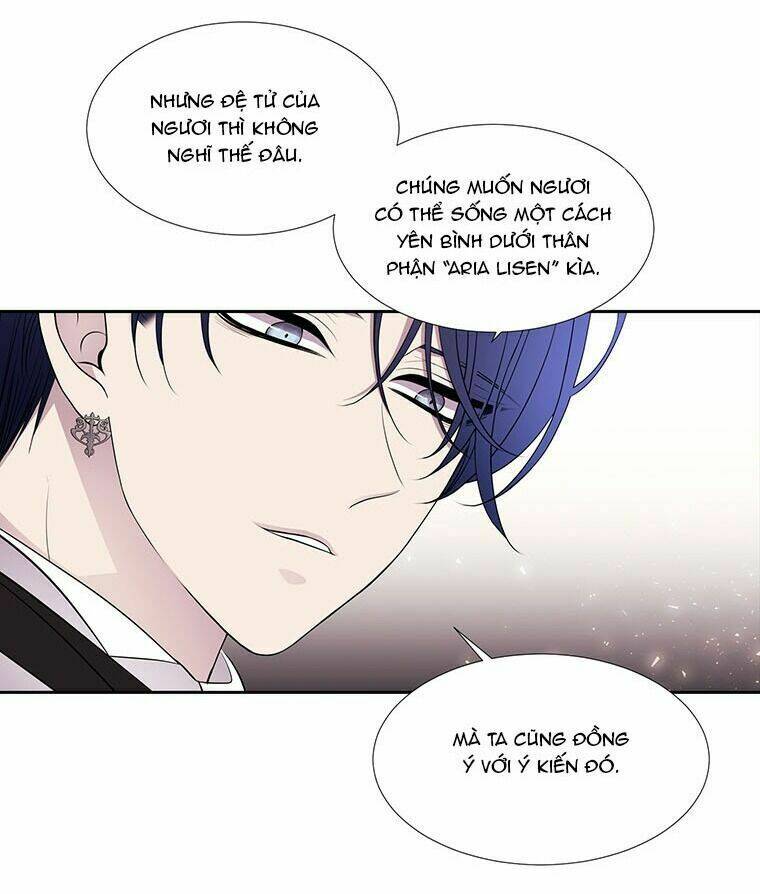 NHƯNG ĐỆ TỬ CỦA
NGƯƠI THÌ KHÔNG
NGHĨ THẾ ĐÂU.
CHÚNG MUỐN NGƯƠI
CÓ THỂ SỐNG MỘT CÁCH
YÊN BÌNH DƯỚI THÂN
PHẬN "ARIA LISEN" KÌA.
MÀ TA CŨNG ĐỒNG
Ý VỚI Ý KIẾN ĐÓ.